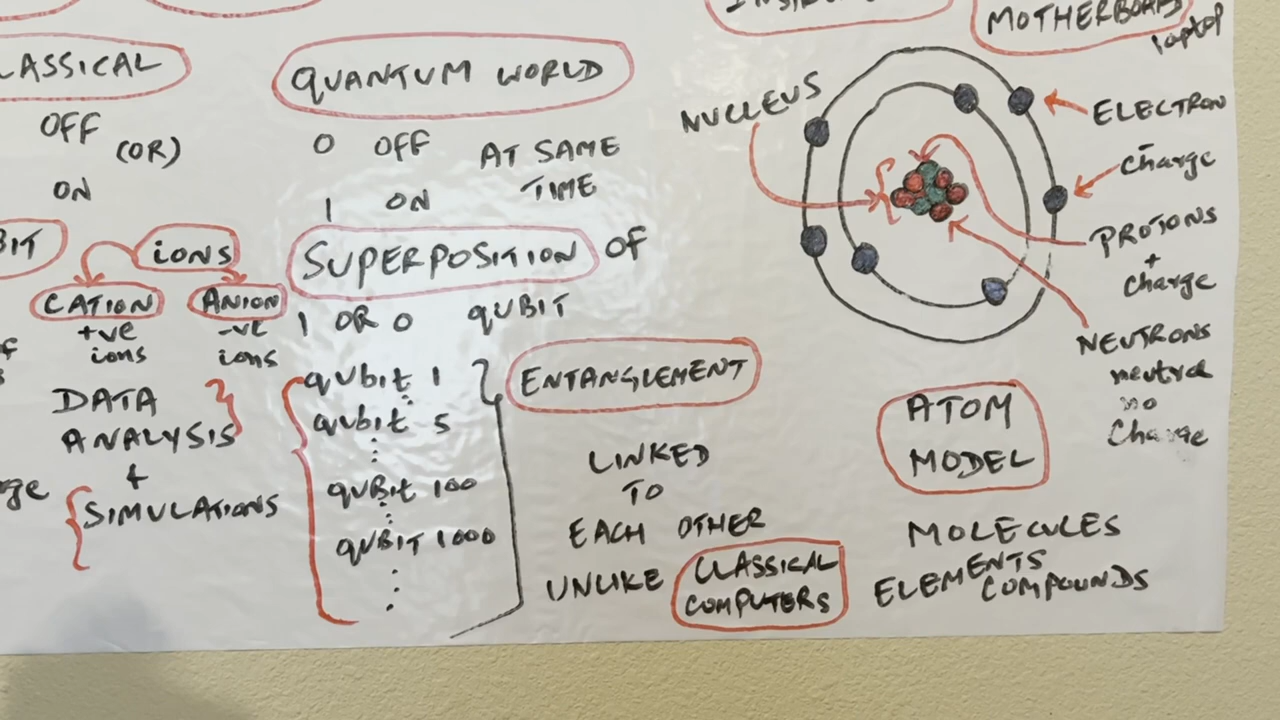 MOTHERBOARD
laptop
LASSICAL
OFF
(OR)
ON
BIT
ions
CATION
ANION
+ve
ions
-ve
ions
DATA
ANALYSIS
+
SIMULATIONS
QUANTUM WORLD
0 OFF
1 ON
AT SAME
TIME
SUPERPOSITION OF
1 OR 0 qUBIT
qubit 1
qubit 5
qUBit 100
qUBIT 1000
ENTANGLEMENT
LINKED
TO
EACH OTHER
UNLIKE CLASSICAL
COMPUTERS
NUCLEUS
ELECTRON
- charge
PROTONS
+
charge
NEUTRONS
neutral
no
Charge
ATOM
MODEL
MOLECULES
ELEMENTS
COMPOUNDS